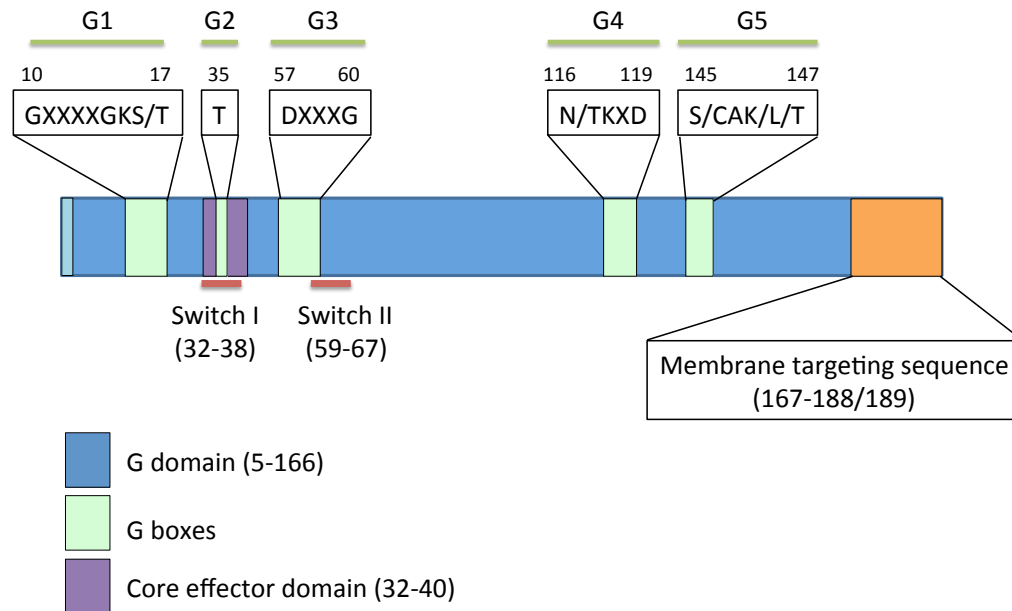 G1 G2 G3 G4 G5
10 17 35 57 60 116 119 145 147
GXXXXGKS/T T DXXXG N/TKXD S/CAK/L/T
Switch I Switch II
(32-38) (59-67)
Membrane targeting sequence
(167-188/189)
G domain (5-166)
G boxes
Core effector domain (32-40)